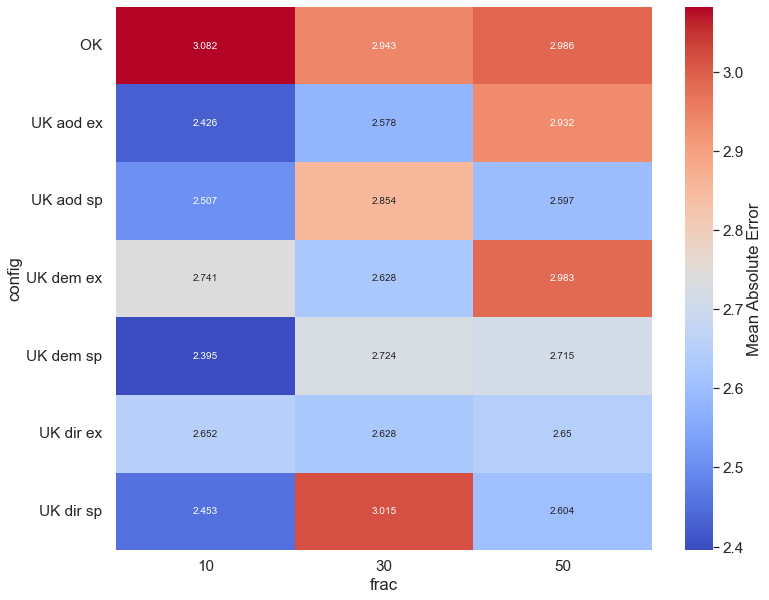 OK 3.082 2.943 2.986
UK aod ex 2.426 2.578 2.932
UK aod sp 2.507 2.854 2.597
UK dem ex 2.741 2.628 2.983
UK dem sp 2.395 2.724 2.715
UK dir ex 2.652 2.628 2.65
UK dir sp 2.453 3.015 2.604
10 30 50
frac
config
3.0
2.9
2.8
2.7
2.6
2.5
2.4
Mean Absolute Error